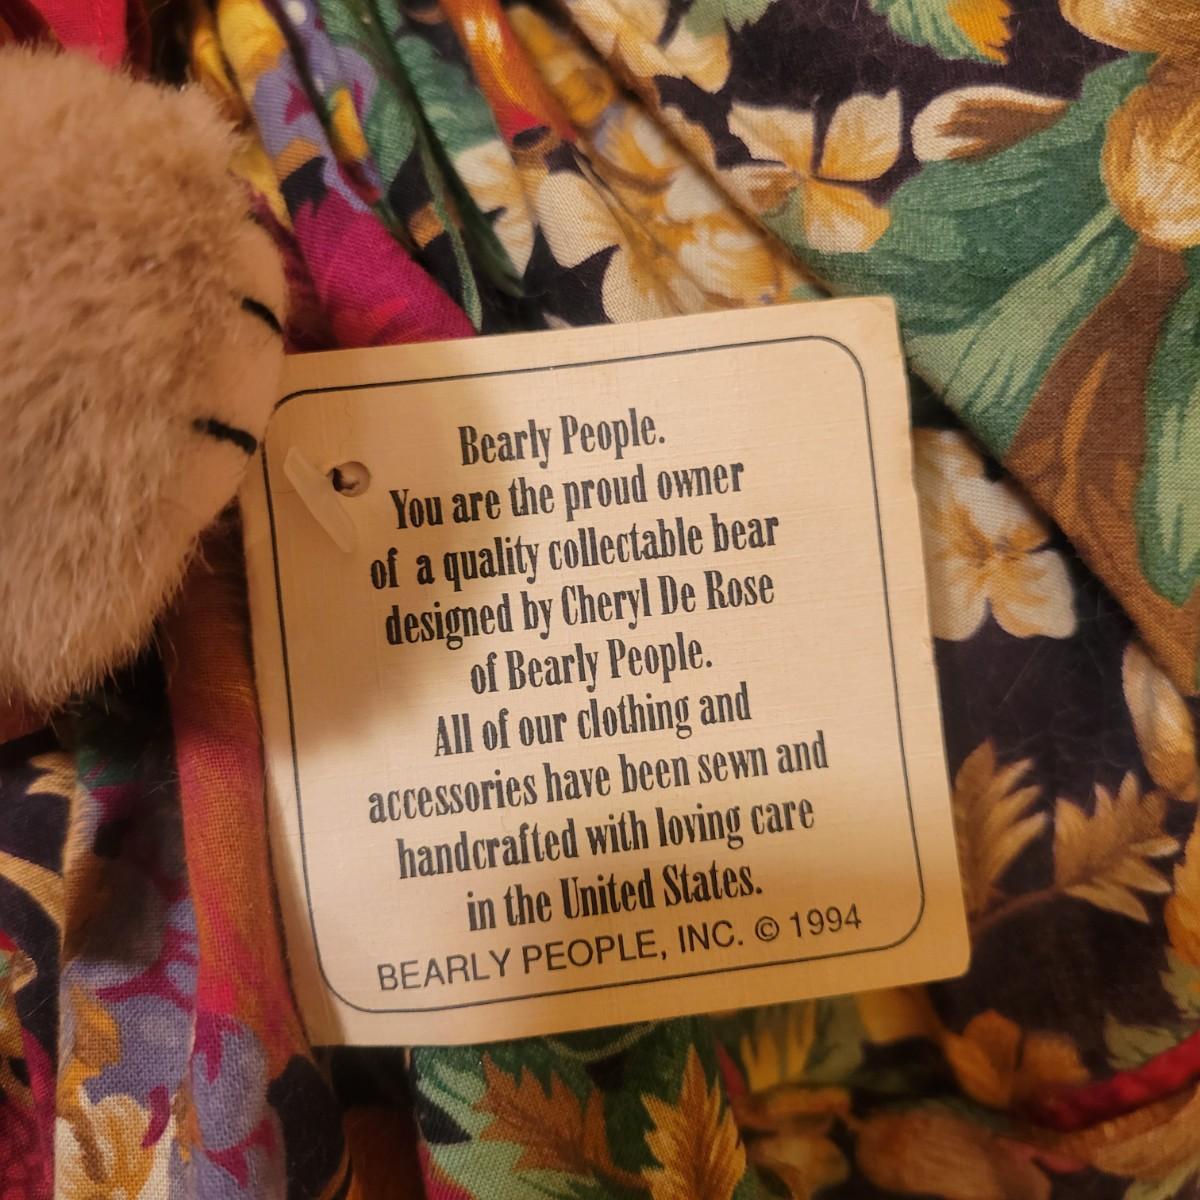 Bearly People.
You are the proud owner
of a quality collectable bear
designed by Cheryl De Rose
of Bearly People.
All of our clothing and
accessories have been sewn and
handcrafted with loving care
in the United States.
BEARLY PEOPLE, INC. © 1994